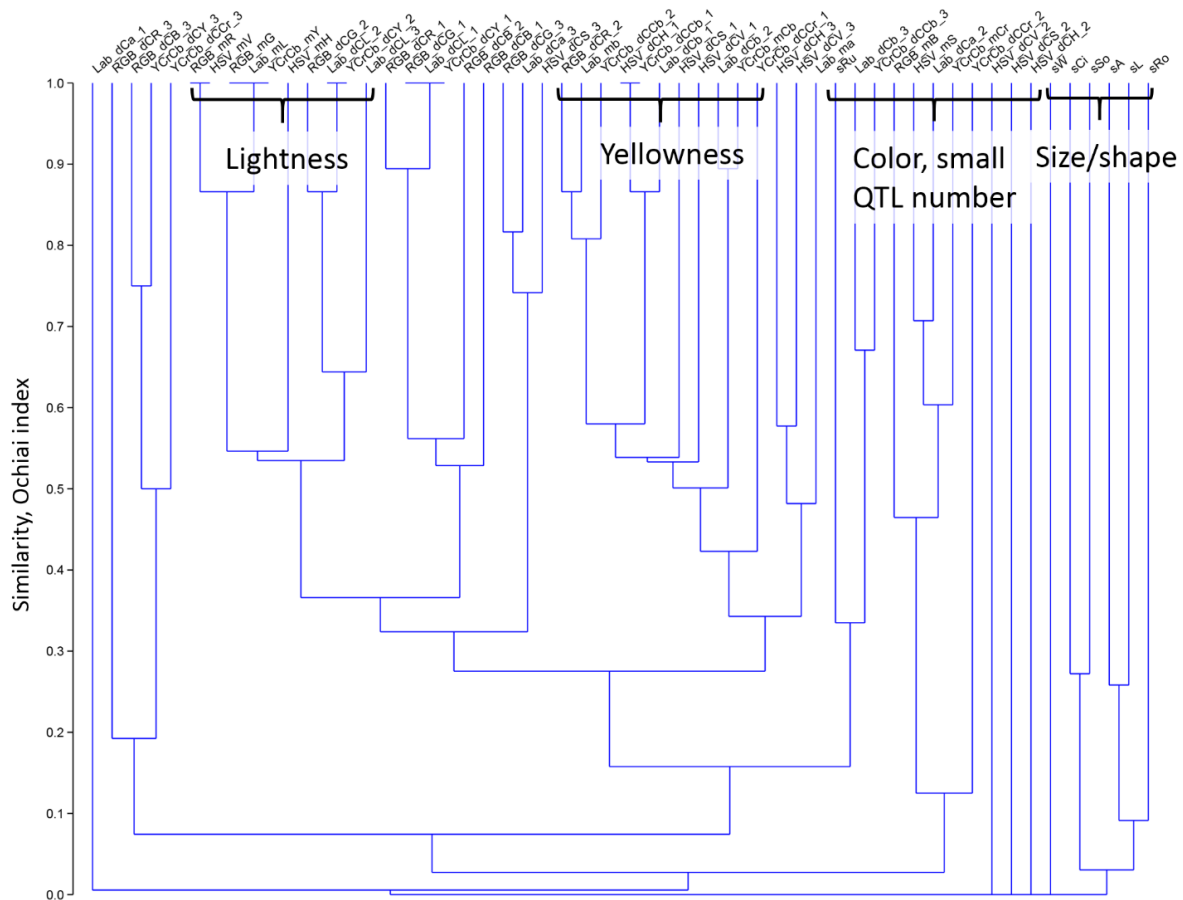 Lab_dCa_1
RGB_dCR_3
RGB_dCB_3
YCrCb_dCY_3
YCrCb_dCCr_3
RGB_mR
HSV_mV
RGB_mG
Lab_mL
YCrCb_mY
HSV_mH
RGB_dCG_2
Lab_dCL_2
YCrCb_dCY_2
Lab_dCL_3
RGB_dCR_1
RGB_dCG_1
Lab_dCL_1
YCrCb_dCY_1
RGB_dCB_2
RGB_dCB_1
RGB_dCG_3
Lab_dCa_3
HSV_dCS_3
RGB_dCR_2
Lab_mb
YCrCb_dCCb_2
HSV_dCH_1
YCrCb_dCCb_1
Lab_dCb_1
HSV_dCS_1
HSV_dCV_1
Lab_dCb_2
YCrCb_mCb
YCrCb_dCCr_1
HSV_dCH_3
HSV_dCV_3
Lab_ma
sRu
Lab_dCb_3
YCrCb_dCCb_3
RGB_mB
HSV_mS
Lab_dCa_2
YCrCb_mCr
YCrCb_dCCr_2
HSV_dCV_2
HSV_dCS_2
HSV_dCH_2
sW
sCi
sSo
sA
sL
sRo
Lightness
Yellowness
Color, small
QTL number
Size/shape
1.0
0.9
0.8
0.7
0.6
0.5
0.4
0.3
0.2
0.1
0.0
Similarity, Ochiai index